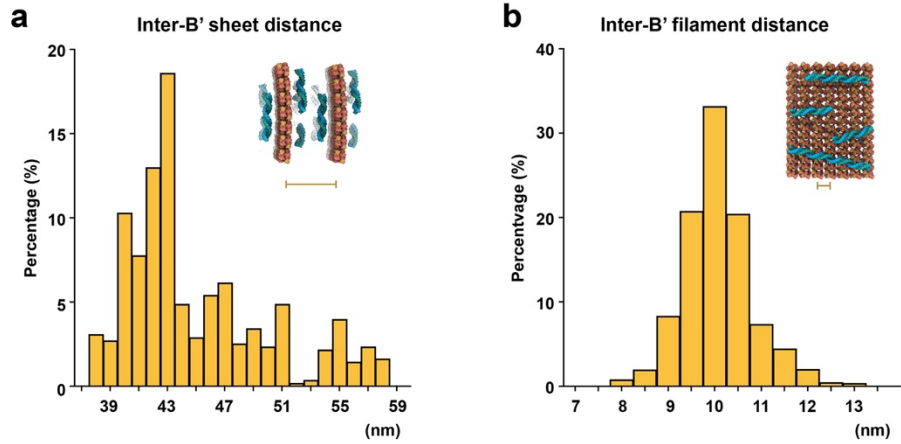 a
Inter-B’ sheet distance
20
15
10
5
0
Percentage (%)
39 43 47 51 55 59
(nm)
b
Inter-B’ filament distance
40
30
20
10
0
Percentvage (%)
7 8 9 10 11 12 13
(nm)